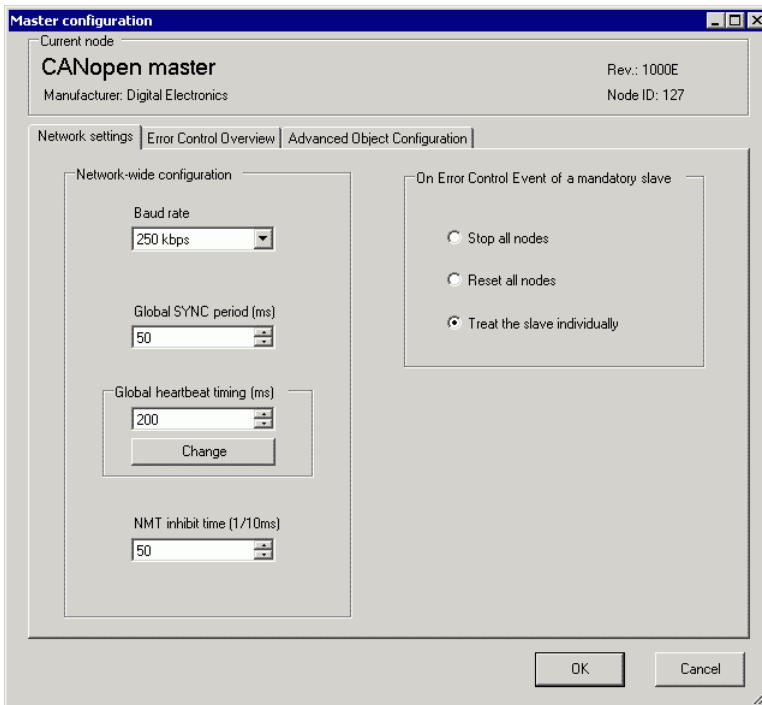 Master configuration
Current node
CANopen master
Rev.: 1000E
Manufacturer: Digital Electronics
Node ID: 127
Network settings
Error Control Overview
Advanced Object Configuration
Network-wide configuration
Baud rate
250 kbps
Global SYNC period (ms)
50
Global heartbeat timing (ms)
200
Change
NMT inhibit time (1/10ms)
50
On Error Control Event of a mandatory slave
Stop all nodes
Reset all nodes
Treat the slave individually
OK
Cancel